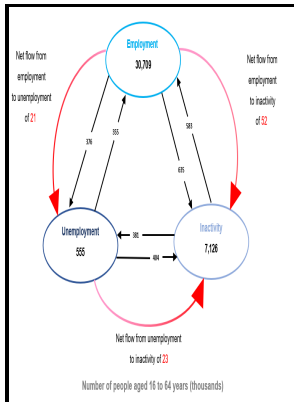 Employment
30,709
Net flow from
employment
to unemployment
of 21
Net flow from
employment
to inactivity
of 52
376
355
583
635
Unemployment
555
381
404
Inactivity
7,126
Net flow from unemployment
to inactivity of 23
Number of people aged 16 to 64 years (thousands)